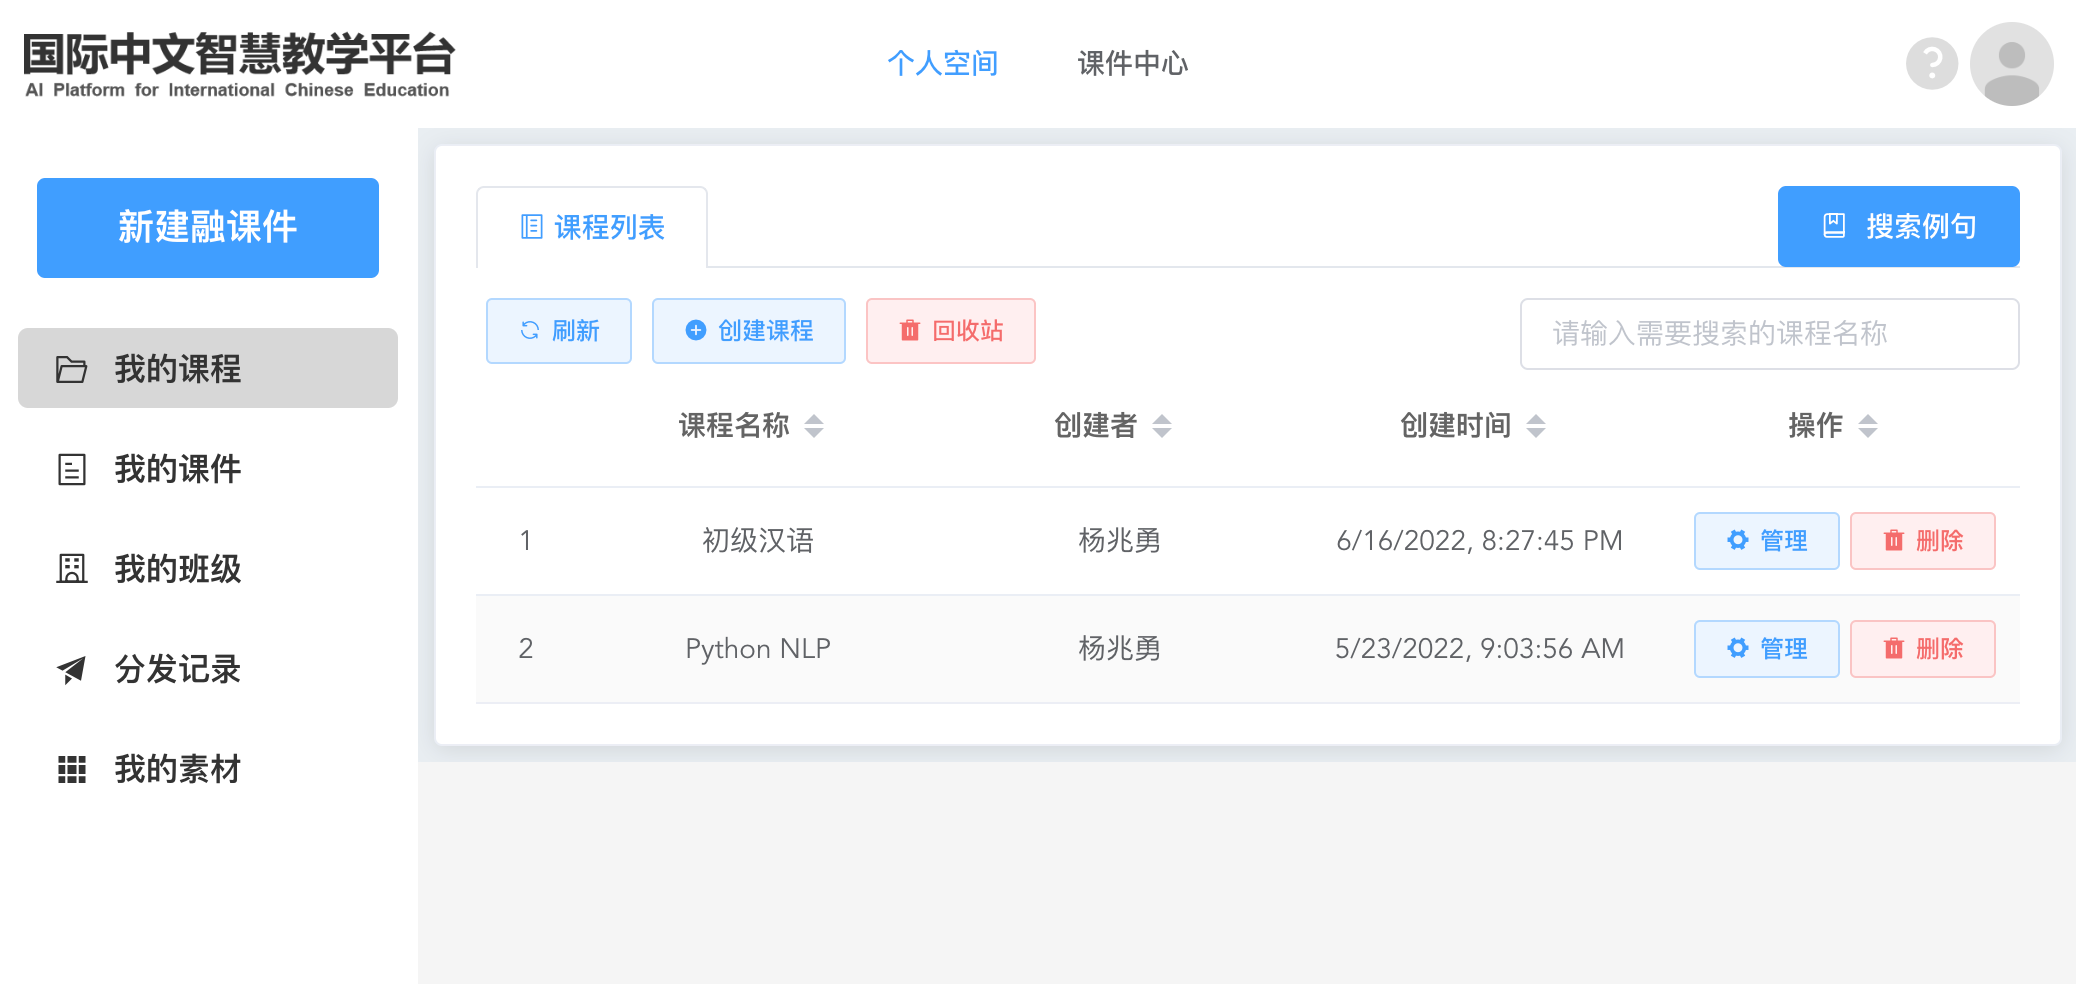 国际中文智慧教学平台
AI Platform for International Chinese Education
个人空间
课件中心
?
新建融课件
我的课程
我的课件
我的班级
分发记录
我的素材
课程列表
搜索例句
刷新
创建课程
回收站
请输入需要搜索的课程名称
课程名称 创建者 创建时间 操作
1 初级汉语 杨兆勇 6/16/2022, 8:27:45 PM 管理 删除
2 Python NLP 杨兆勇 5/23/2022, 9:03:56 AM 管理 删除